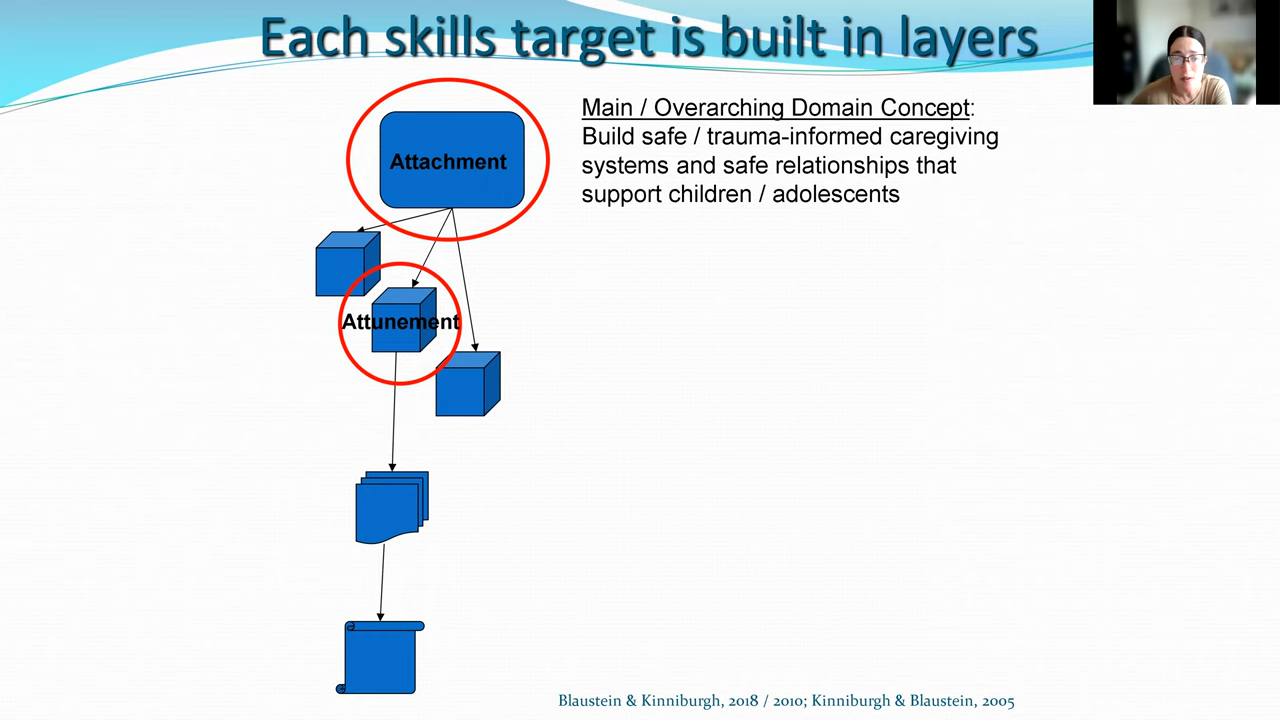 Each skills target is built in layers
Attachment
Main / Overarching Domain Concept:
Build safe / trauma-informed caregiving
systems and safe relationships that
support children / adolescents
Attunement
Blaustein & Kinniburgh, 2018 / 2010; Kinniburgh & Blaustein, 2005